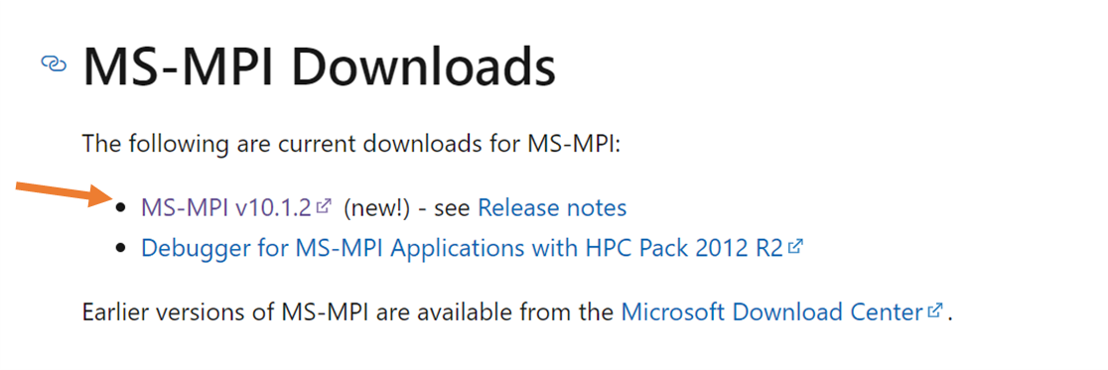 MS-MPI Downloads
The following are current downloads for MS-MPI:
• MS-MPI v10.1.2 (new!) - see Release notes
• Debugger for MS-MPI Applications with HPC Pack 2012 R2
Earlier versions of MS-MPI are available from the Microsoft Download Center.